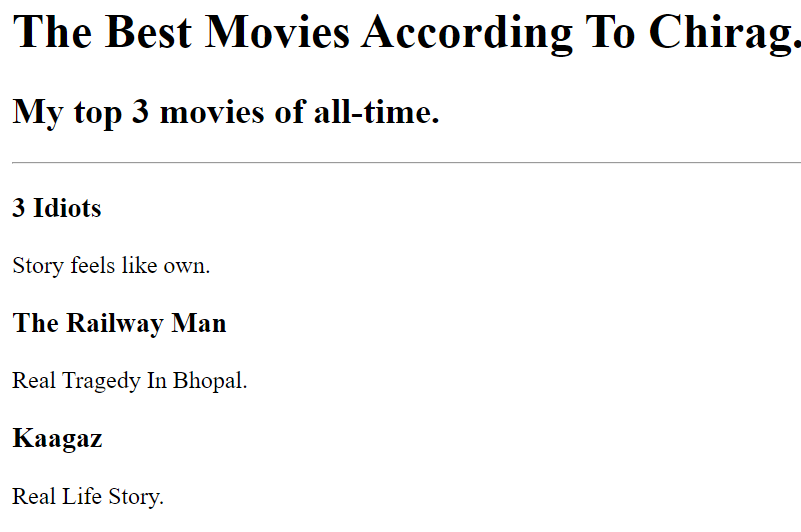 The Best Movies According To Chirag.
My top 3 movies of all-time.
3 Idiots
Story feels like own.
The Railway Man
Real Tragedy In Bhopal.
Kaagaz
Real Life Story.